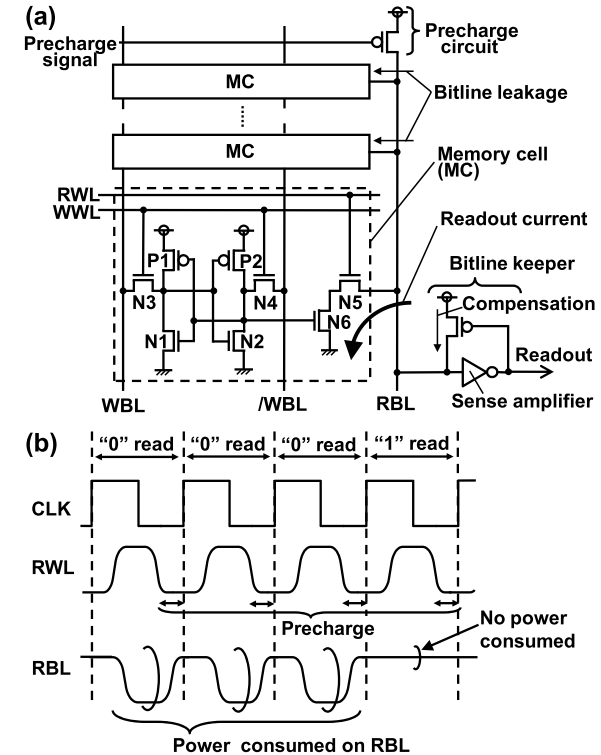 (a)
Precharge
signal
Precharge
circuit
MC
Bitline leakage
MC
Memory cell
(MC)
RWL
WWL
Readout current
P1
P2
Bitline keeper
N3
N4
N5
Compensation
N1
N2
N6
Readout
WBL
/WBL
RBL
Sense amplifier
(b)
“0” read
“0” read
“0” read
“1” read
CLK
RWL
Precharge
No power
consumed
RBL
Power consumed on RBL